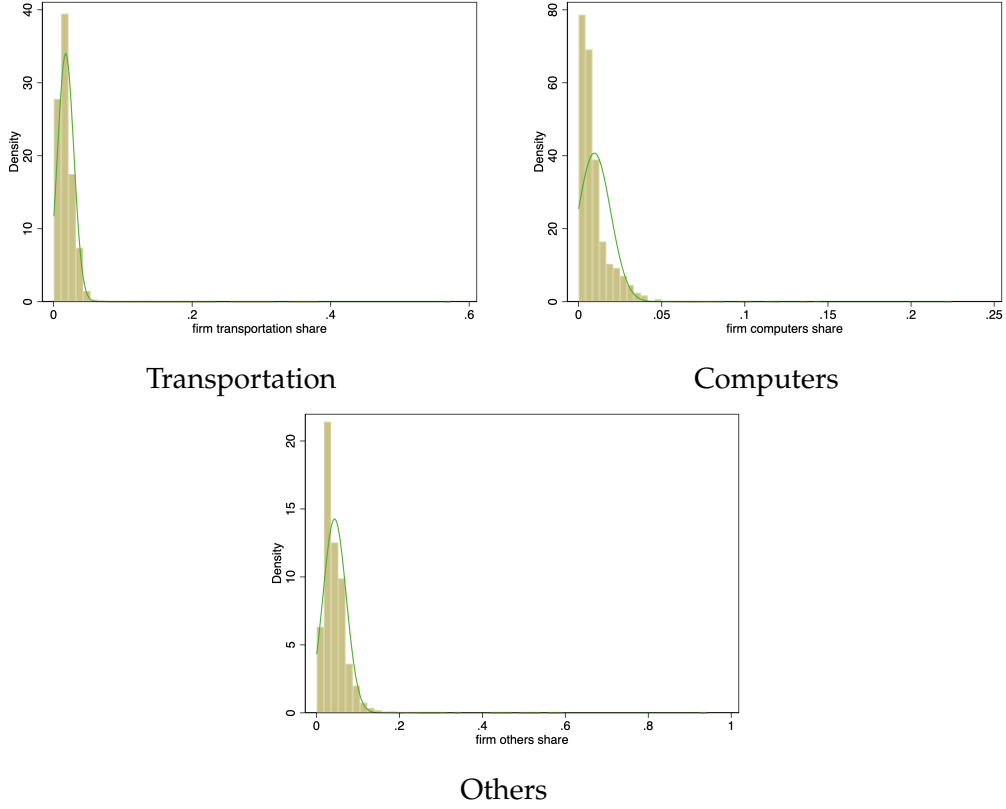 Density
0 10 20 30 40
0 .2 .4 .6
firm transportation share
Transportation
Density
0 20 40 60 80
0 .05 .1 .15 .2 .25
firm computers share
Computers
Density
0 5 10 15 20
0 .2 .4 .6 .8 1
firm others share
Others